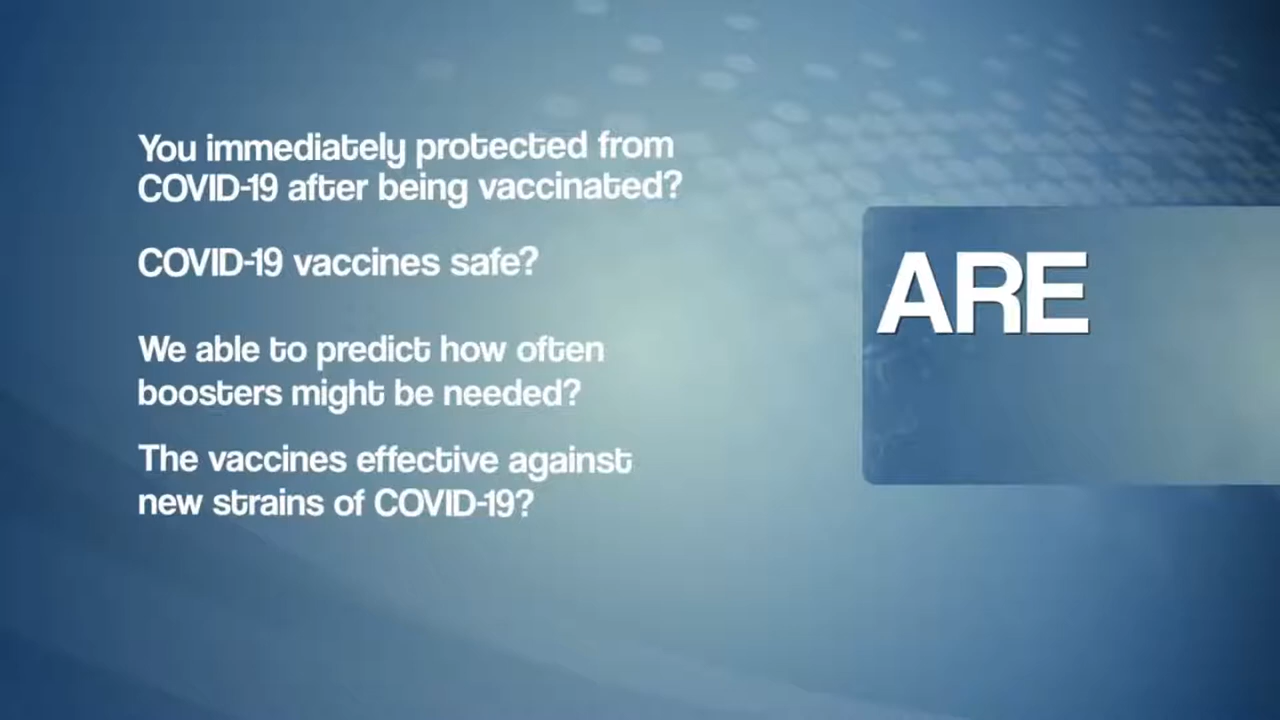 You immediately protected from
COVID-19 after being vaccinated?
COVID-19 vaccines safe?
We able to predict how often
boosters might be needed?
The vaccines effective against
new strains of COVID-19?
ARE